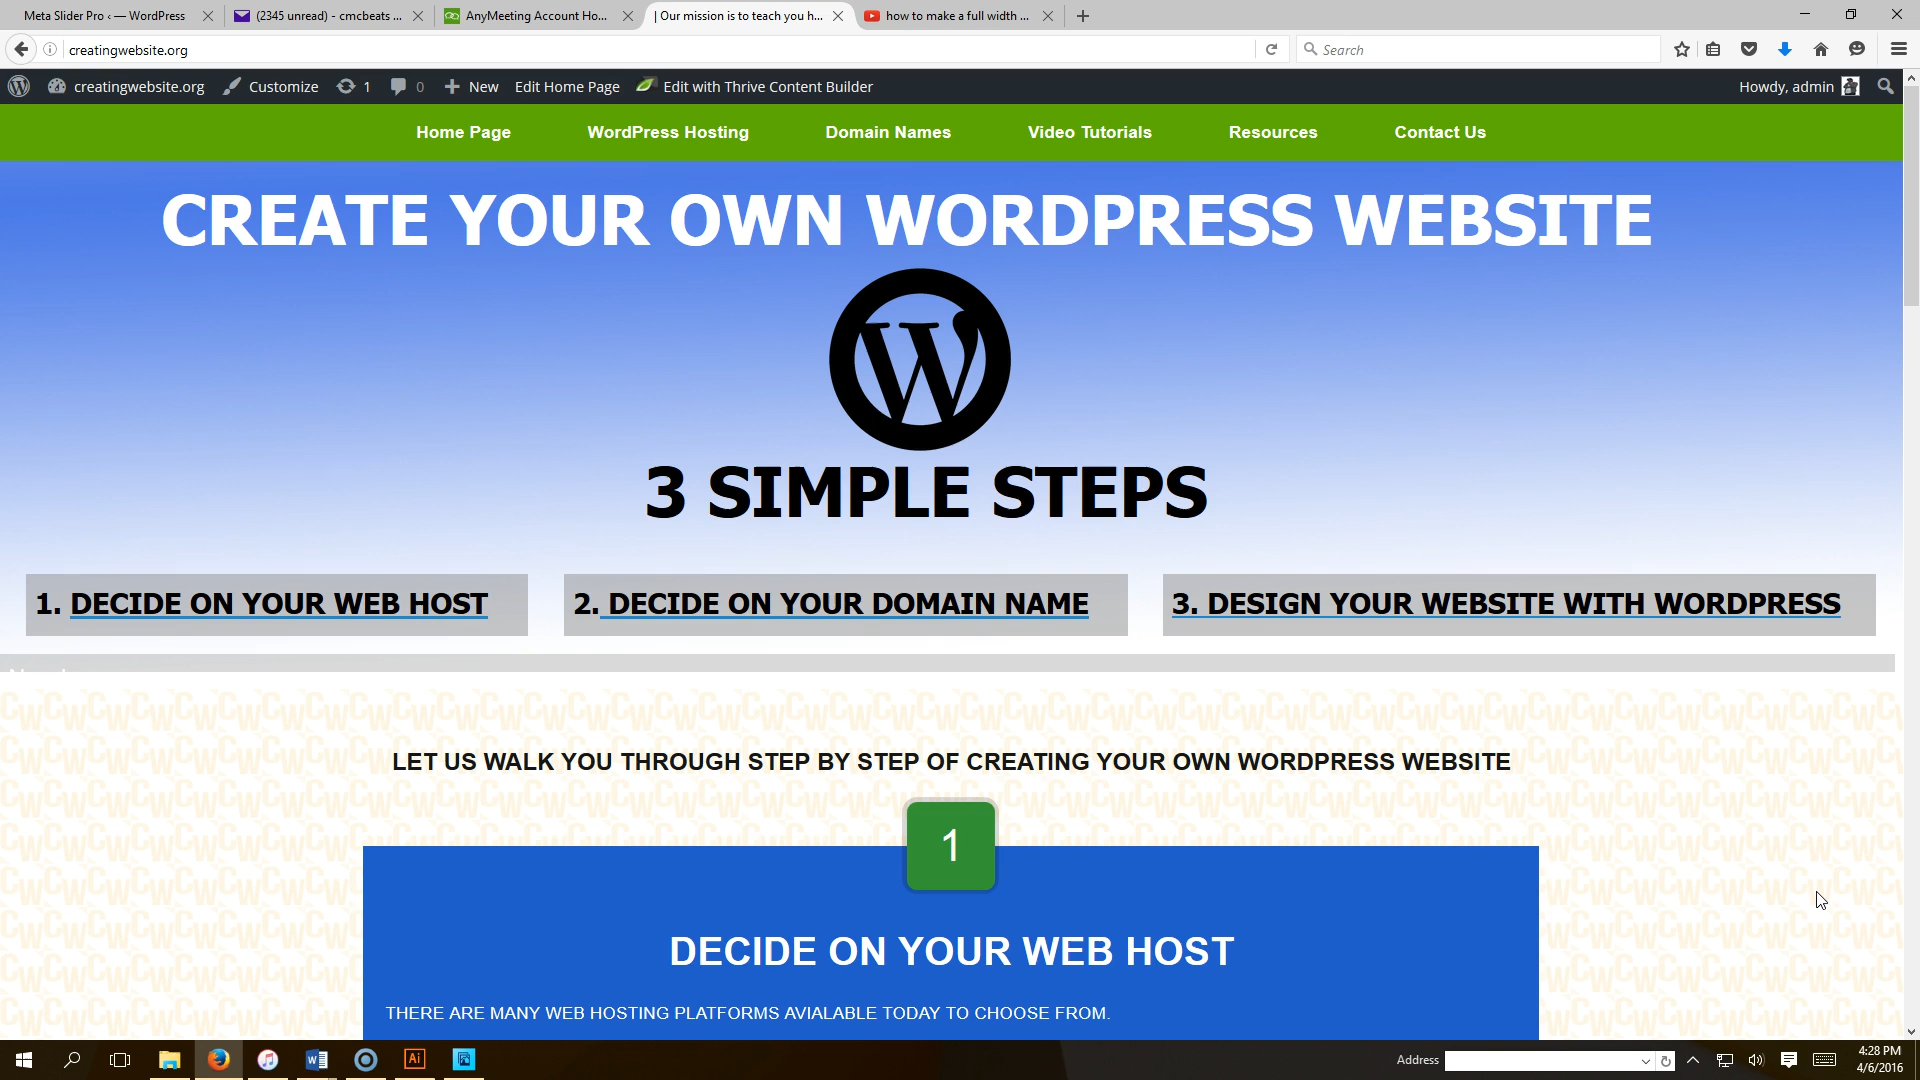 Meta Slider Pro ‹ — WordPress
(2345 unread) - cmcbeats ...
AnyMeeting Account Ho...
| Our mission is to teach you h...
how to make a full width ...
creatingwebsite.org
Search
creatingwebsite.org
Customize
1
0
New
Edit Home Page
Edit with Thrive Content Builder
Howdy, admin
Home Page
WordPress Hosting
Domain Names
Video Tutorials
Resources
Contact Us
CREATE YOUR OWN WORDPRESS WEBSITE
W
3 SIMPLE STEPS
1. DECIDE ON YOUR WEB HOST
2. DECIDE ON YOUR DOMAIN NAME
3. DESIGN YOUR WEBSITE WITH WORDPRESS
LET US WALK YOU THROUGH STEP BY STEP OF CREATING YOUR OWN WORDPRESS WEBSITE
1
DECIDE ON YOUR WEB HOST
THERE ARE MANY WEB HOSTING PLATFORMS AVIALABLE TODAY TO CHOOSE FROM.
Ai
Address
4:28 PM
4/6/2016